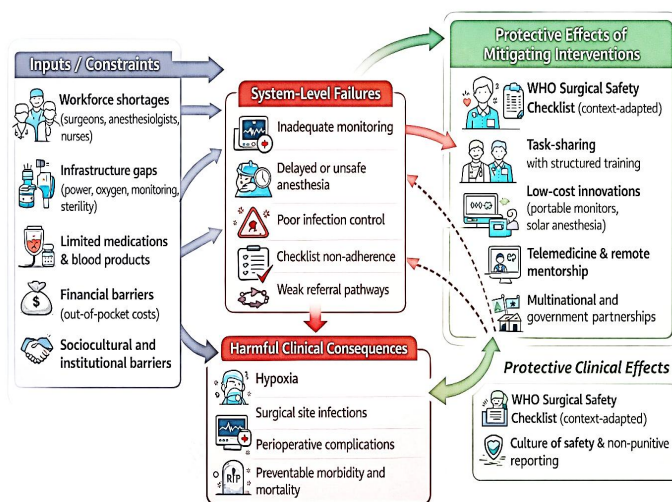 Inputs / Constraints
Workforce shortages
(surgeons, anesthesiolgists,
nurses)
Infrastructure gaps
(power, oxygen, monitoring,
sterility)
Limited medications
& blood products
$
Financial barriers
(out-of-pocket costs)
Sociocultural and
institutional barriers
System-Level Failures
Inadequate monitoring
Delayed or unsafe
anesthesia
Poor infection control
Checklist non-adherence
Weak referral pathways
Harmful Clinical Consequences
Hypoxia
Surgical site infections
Perioperative complications
RIP
Preventable morbidity and
mortality
Protective Effects of
Mitigating Interventions
WHO Surgical Safety
Checklist (context-adapted)
Task-sharing
with structured training
Low-cost innovations
(portable monitors,
solar anesthesia)
Telemedicine & remote
mentorship
Multinational and
government partnerships
Protective Clinical Effects
WHO Surgical Safety
Checklist (context-adapted)
Culture of safety & non-punitive
reporting